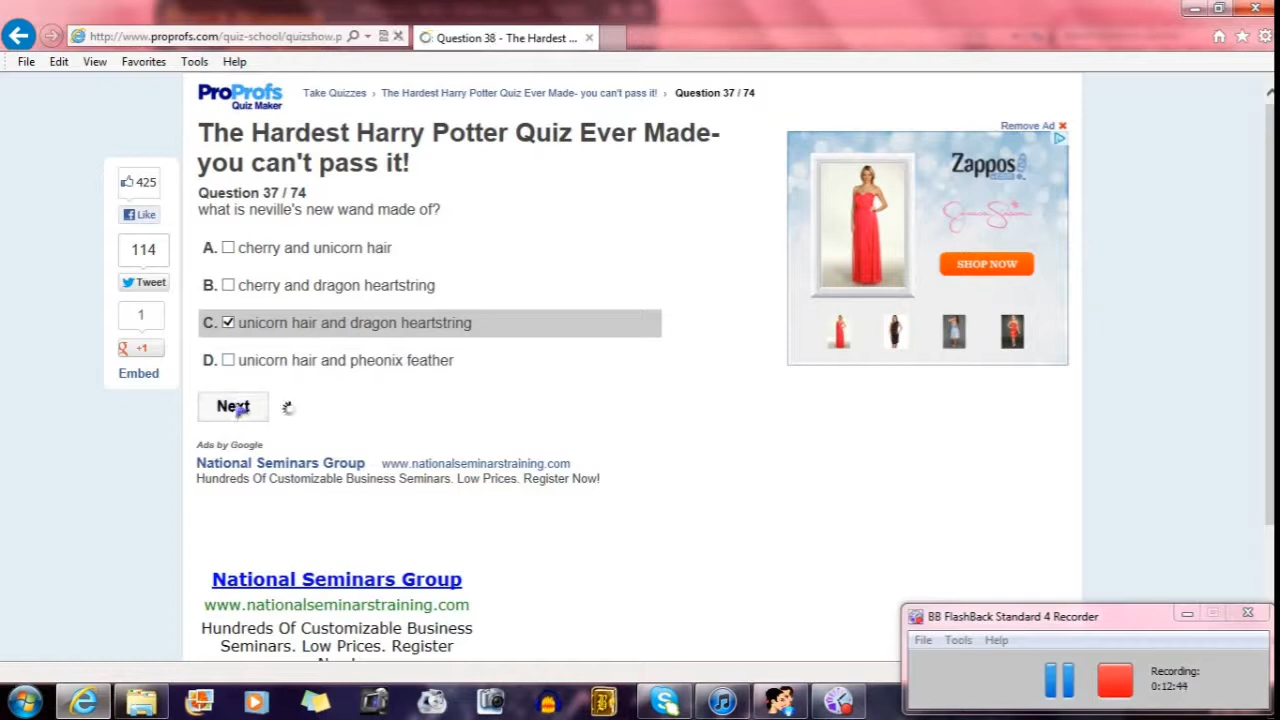 http://www.proprofs.com/quiz-school/quizshow.p
Question 38 - The Hardest ...
File Edit View Favorites Tools Help
ProProfs
Quiz Maker
Take Quizzes › The Hardest Harry Potter Quiz Ever Made- you can't pass it! › Question 37 / 74
The Hardest Harry Potter Quiz Ever Made-
you can't pass it!
Question 37 / 74
what is neville's new wand made of?
A. cherry and unicorn hair
B. cherry and dragon heartstring
C. unicorn hair and dragon heartstring
D. unicorn hair and pheonix feather
Next
425
Like
114
Tweet
1
+1
Embed
Remove Ad
Zappos
Jessica Simpson
SHOP NOW
Ads by Google
National Seminars Group www.nationalseminarstraining.com
Hundreds Of Customizable Business Seminars. Low Prices. Register Now!
National Seminars Group
www.nationalseminarstraining.com
Hundreds Of Customizable Business
Seminars. Low Prices. Register
BB FlashBack Standard 4 Recorder
File Tools Help
Recording:
0:12:44